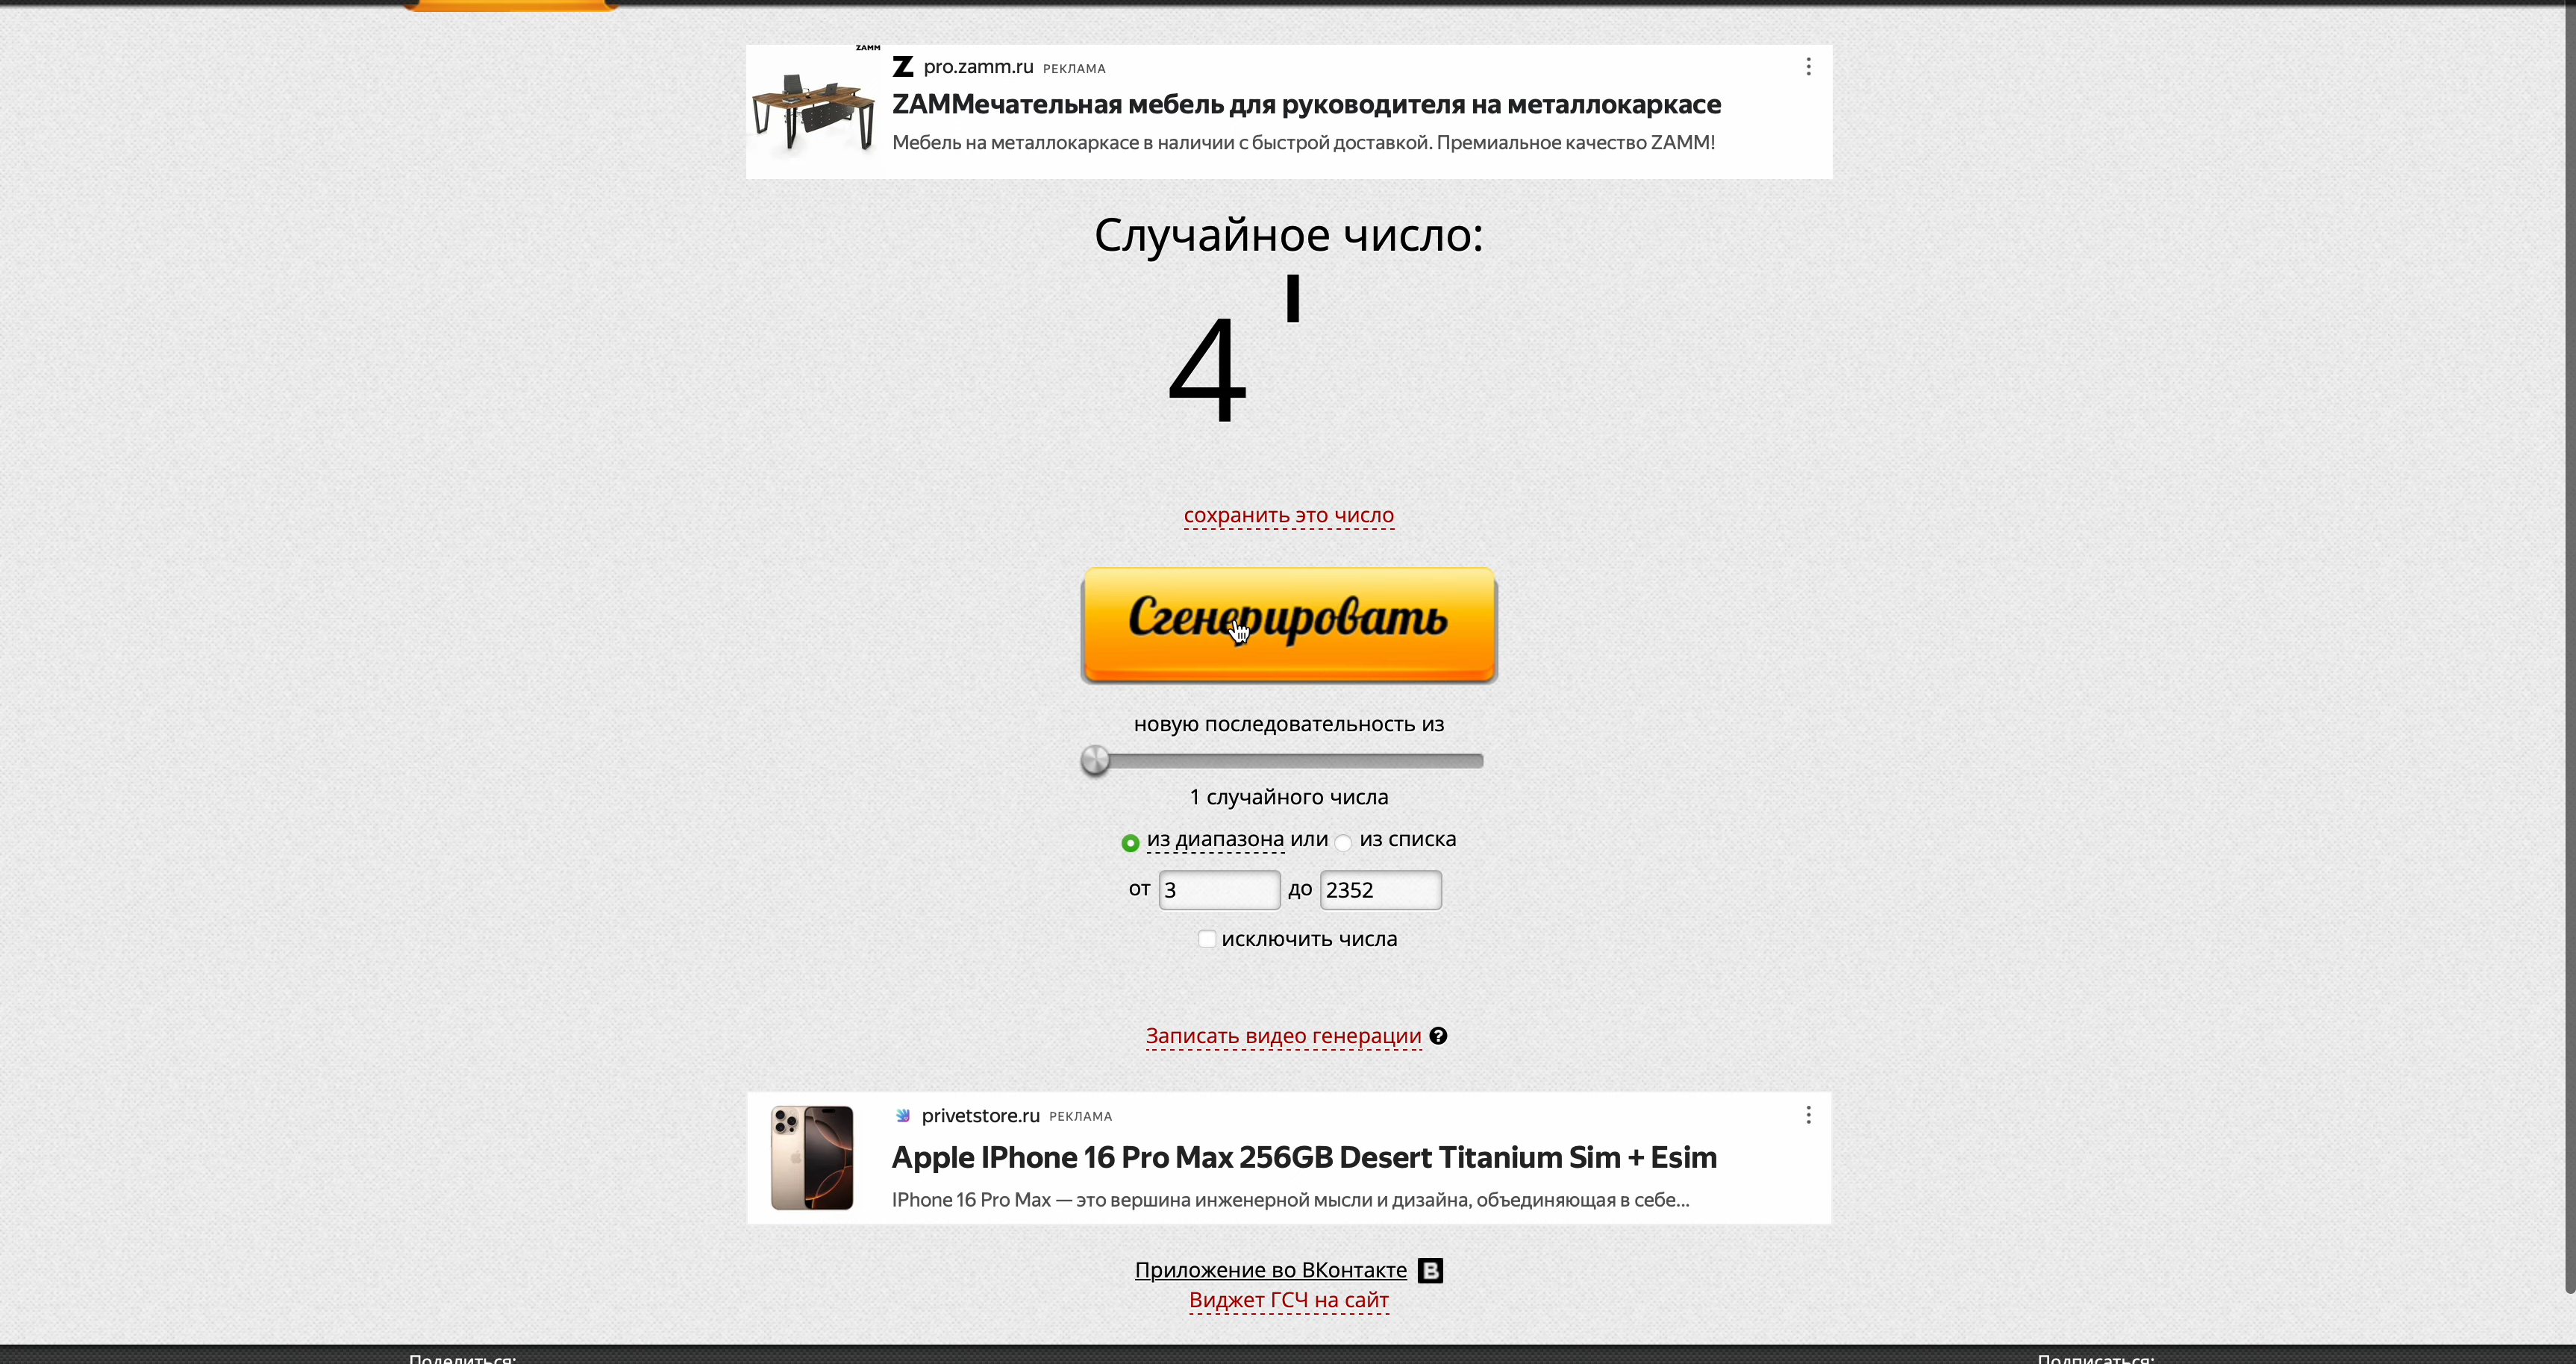 ZAMM
Z pro.zamm.ru РЕКЛАМА
ZAMMечательная мебель для руководителя на металлокаркасе
Мебель на металлокаркасе в наличии с быстрой доставкой. Премиальное качество ZAMM!
Случайное число:
4
сохранить это число
Сгенерировать
новую последовательность из
1 случайного числа
из диапазона или из списка
от 3 до 2352
исключить числа
Записать видео генерации ?
privetstore.ru РЕКЛАМА
Apple IPhone 16 Pro Max 256GB Desert Titanium Sim + Esim
IPhone 16 Pro Max — это вершина инженерной мысли и дизайна, объединяющая в себе...
Приложение во ВКонтакте B
Виджет ГСЧ на сайт
Поделиться: Подписаться: